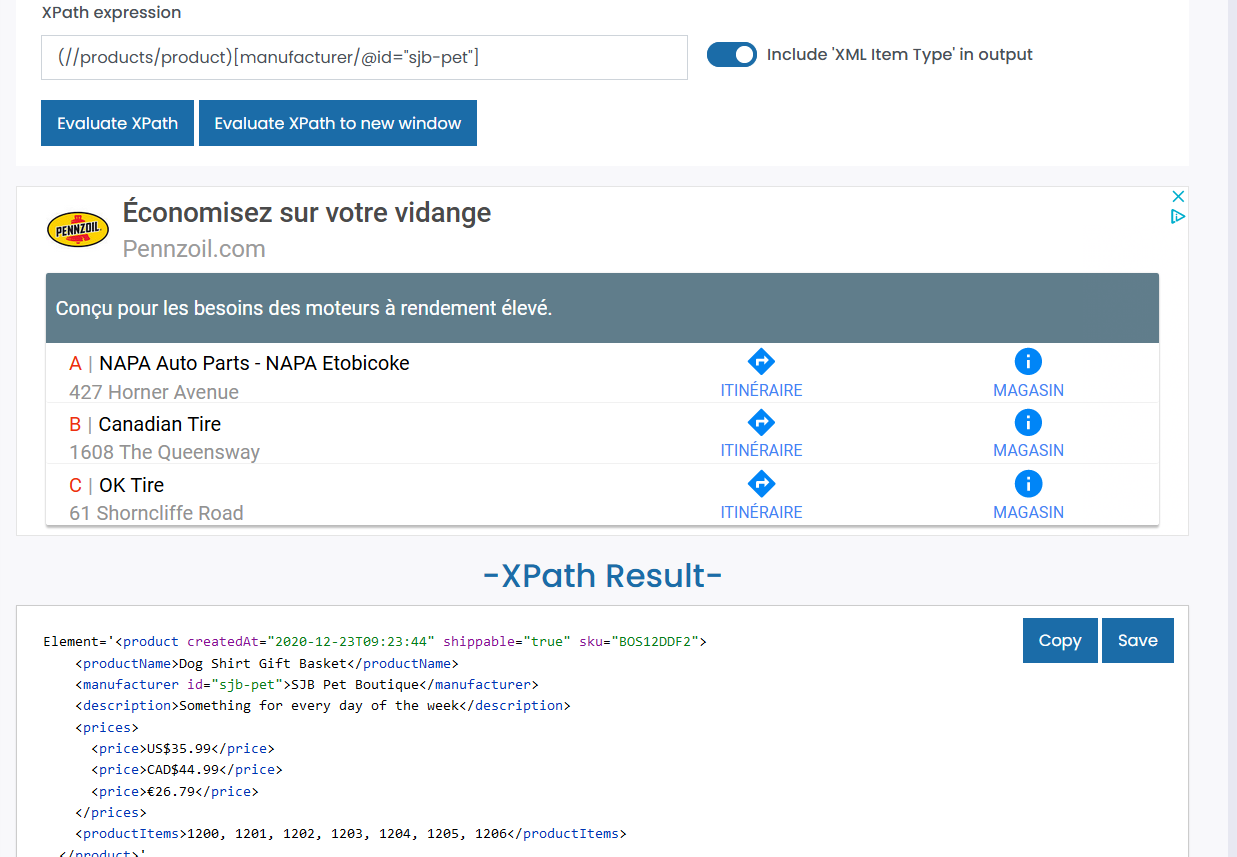 XPath expression
(//products/product)[manufacturer/@id="sjb-pet"]
Include 'XML Item Type' in output
Evaluate XPath
Evaluate XPath to new window
PENNZOIL
Économisez sur votre vidange
Pennzoil.com
Conçu pour les besoins des moteurs à rendement élevé.
A | NAPA Auto Parts - NAPA Etobicoke
427 Horner Avenue
ITINÉRAIRE
MAGASIN
B | Canadian Tire
1608 The Queensway
ITINÉRAIRE
MAGASIN
C | OK Tire
61 Shorncliffe Road
ITINÉRAIRE
MAGASIN
-XPath Result-
Copy
Save
Element='<product createdAt="2020-12-23T09:23:44" shippable="true" sku="BOS12DDF2">
<productName>Dog Shirt Gift Basket</productName>
<manufacturer id="sjb-pet">SJB Pet Boutique</manufacturer>
<description>Something for every day of the week</description>
<prices>
<price>US$35.99</price>
<price>CAD$44.99</price>
<price>€26.79</price>
</prices>
<productItems>1200, 1201, 1202, 1203, 1204, 1205, 1206</productItems>
</product>'